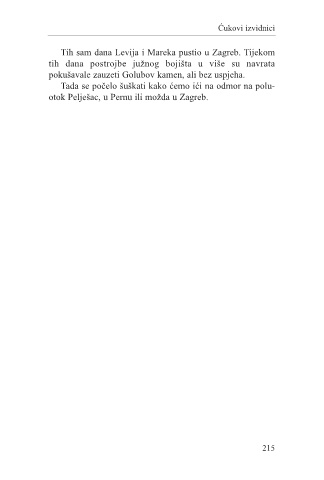 Ćukovi izvidnici
Tih sam dana Levija i Mareka pustio u Zagreb. Tijekom
tih dana postrojbe južnog bojišta u više su navrata
pokušavale zauzeti Golubov kamen, ali bez uspjeha.
Tada se počelo šuškati kako ćemo ići na odmor na polu-
otok Pelješac, u Pernu ili možda u Zagreb.
215